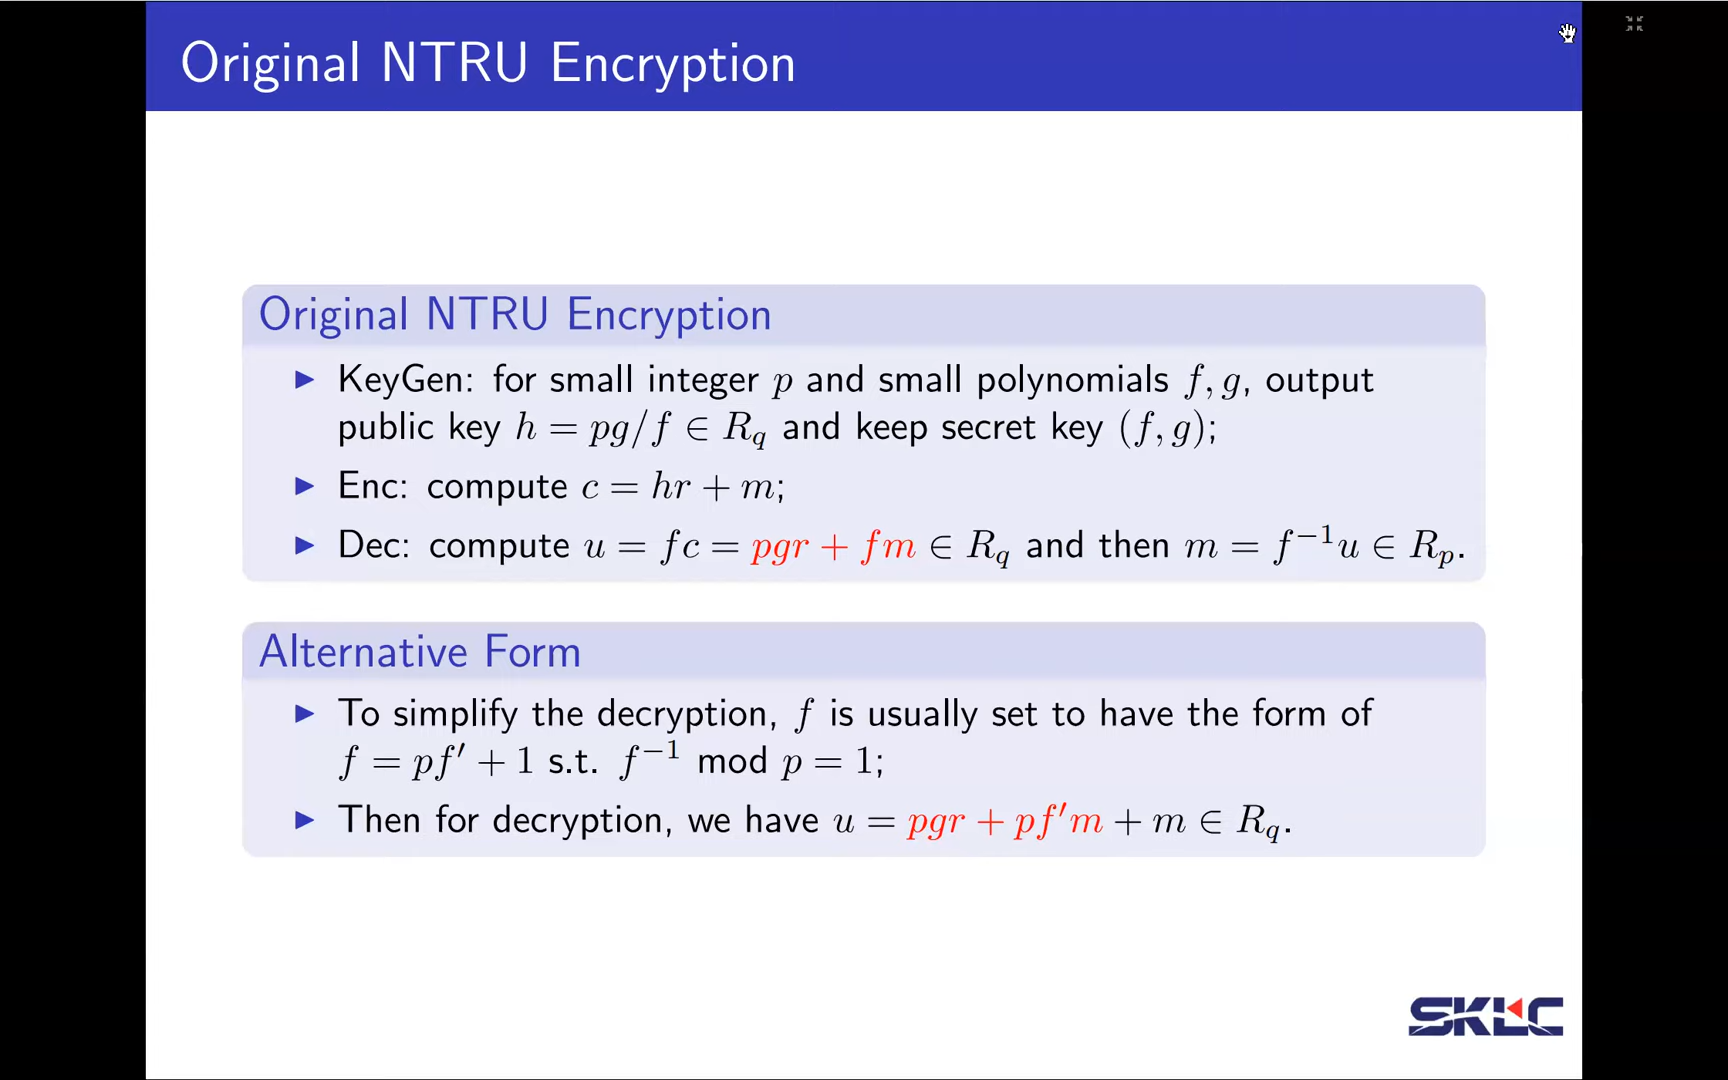 Original NTRU Encryption
Original NTRU Encryption
▶ KeyGen: for small integer p and small polynomials f, g, output
public key h = pg/f ∈ R_q and keep secret key (f, g);
▶ Enc: compute c = hr + m;
▶ Dec: compute u = fc = pgr + fm ∈ R_q and then m = f⁻¹u ∈ R_p.
Alternative Form
▶ To simplify the decryption, f is usually set to have the form of
f = pf′ + 1 s.t. f⁻¹ mod p = 1;
▶ Then for decryption, we have u = pgr + pf′m + m ∈ R_q.
SKLC